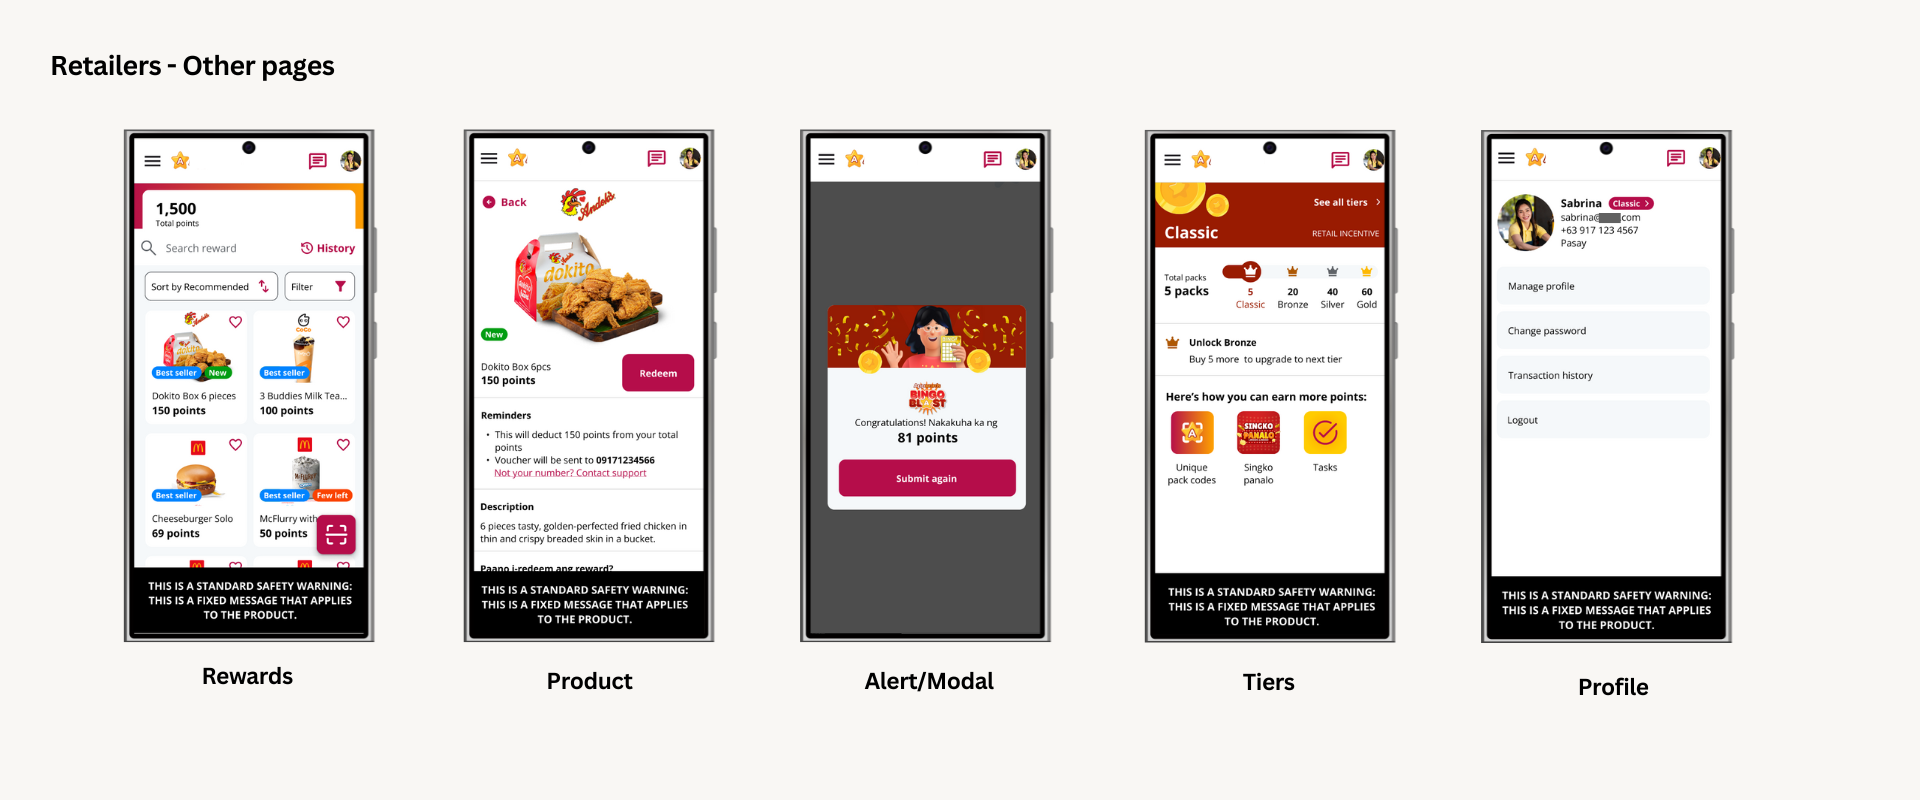 Retailers - Other pages
1,500
Total points
Search reward
History
Sort by Recommended
Filter
Andok's
CoCo
Best seller
New
Best seller
Dokito Box 6 pieces
150 points
3 Buddies Milk Tea...
100 points
Best seller
Best seller
Few left
Cheeseburger Solo
69 points
McFlurry with
50 points
THIS IS A STANDARD SAFETY WARNING:
THIS IS A FIXED MESSAGE THAT APPLIES
TO THE PRODUCT.
Rewards
Back
Andok's
dokito
New
Dokito Box 6pcs
150 points
Redeem
Reminders
• This will deduct 150 points from your total
points
• Voucher will be sent to 09171234566
Not your number? Contact support
Description
6 pieces tasty, golden-perfected fried chicken in
thin and crispy breaded skin in a bucket.
Paano i-redeem ang reward?
THIS IS A STANDARD SAFETY WARNING:
THIS IS A FIXED MESSAGE THAT APPLIES
TO THE PRODUCT.
Product
BINGO
BLAST
Congratulations! Nakakuha ka ng
81 points
Submit again
Alert/Modal
See all tiers
Classic
RETAIL INCENTIVE
Total packs
5 packs
5
Classic
20
Bronze
40
Silver
60
Gold
Unlock Bronze
Buy 5 more to upgrade to next tier
Here's how you can earn more points:
SINGKO
PANALO
Unique
pack codes
Singko
panalo
Tasks
THIS IS A STANDARD SAFETY WARNING:
THIS IS A FIXED MESSAGE THAT APPLIES
TO THE PRODUCT.
Tiers
Sabrina
Classic
sabrina@ com
+63 917 123 4567
Pasay
Manage profile
Change password
Transaction history
Logout
THIS IS A STANDARD SAFETY WARNING:
THIS IS A FIXED MESSAGE THAT APPLIES
TO THE PRODUCT.
Profile